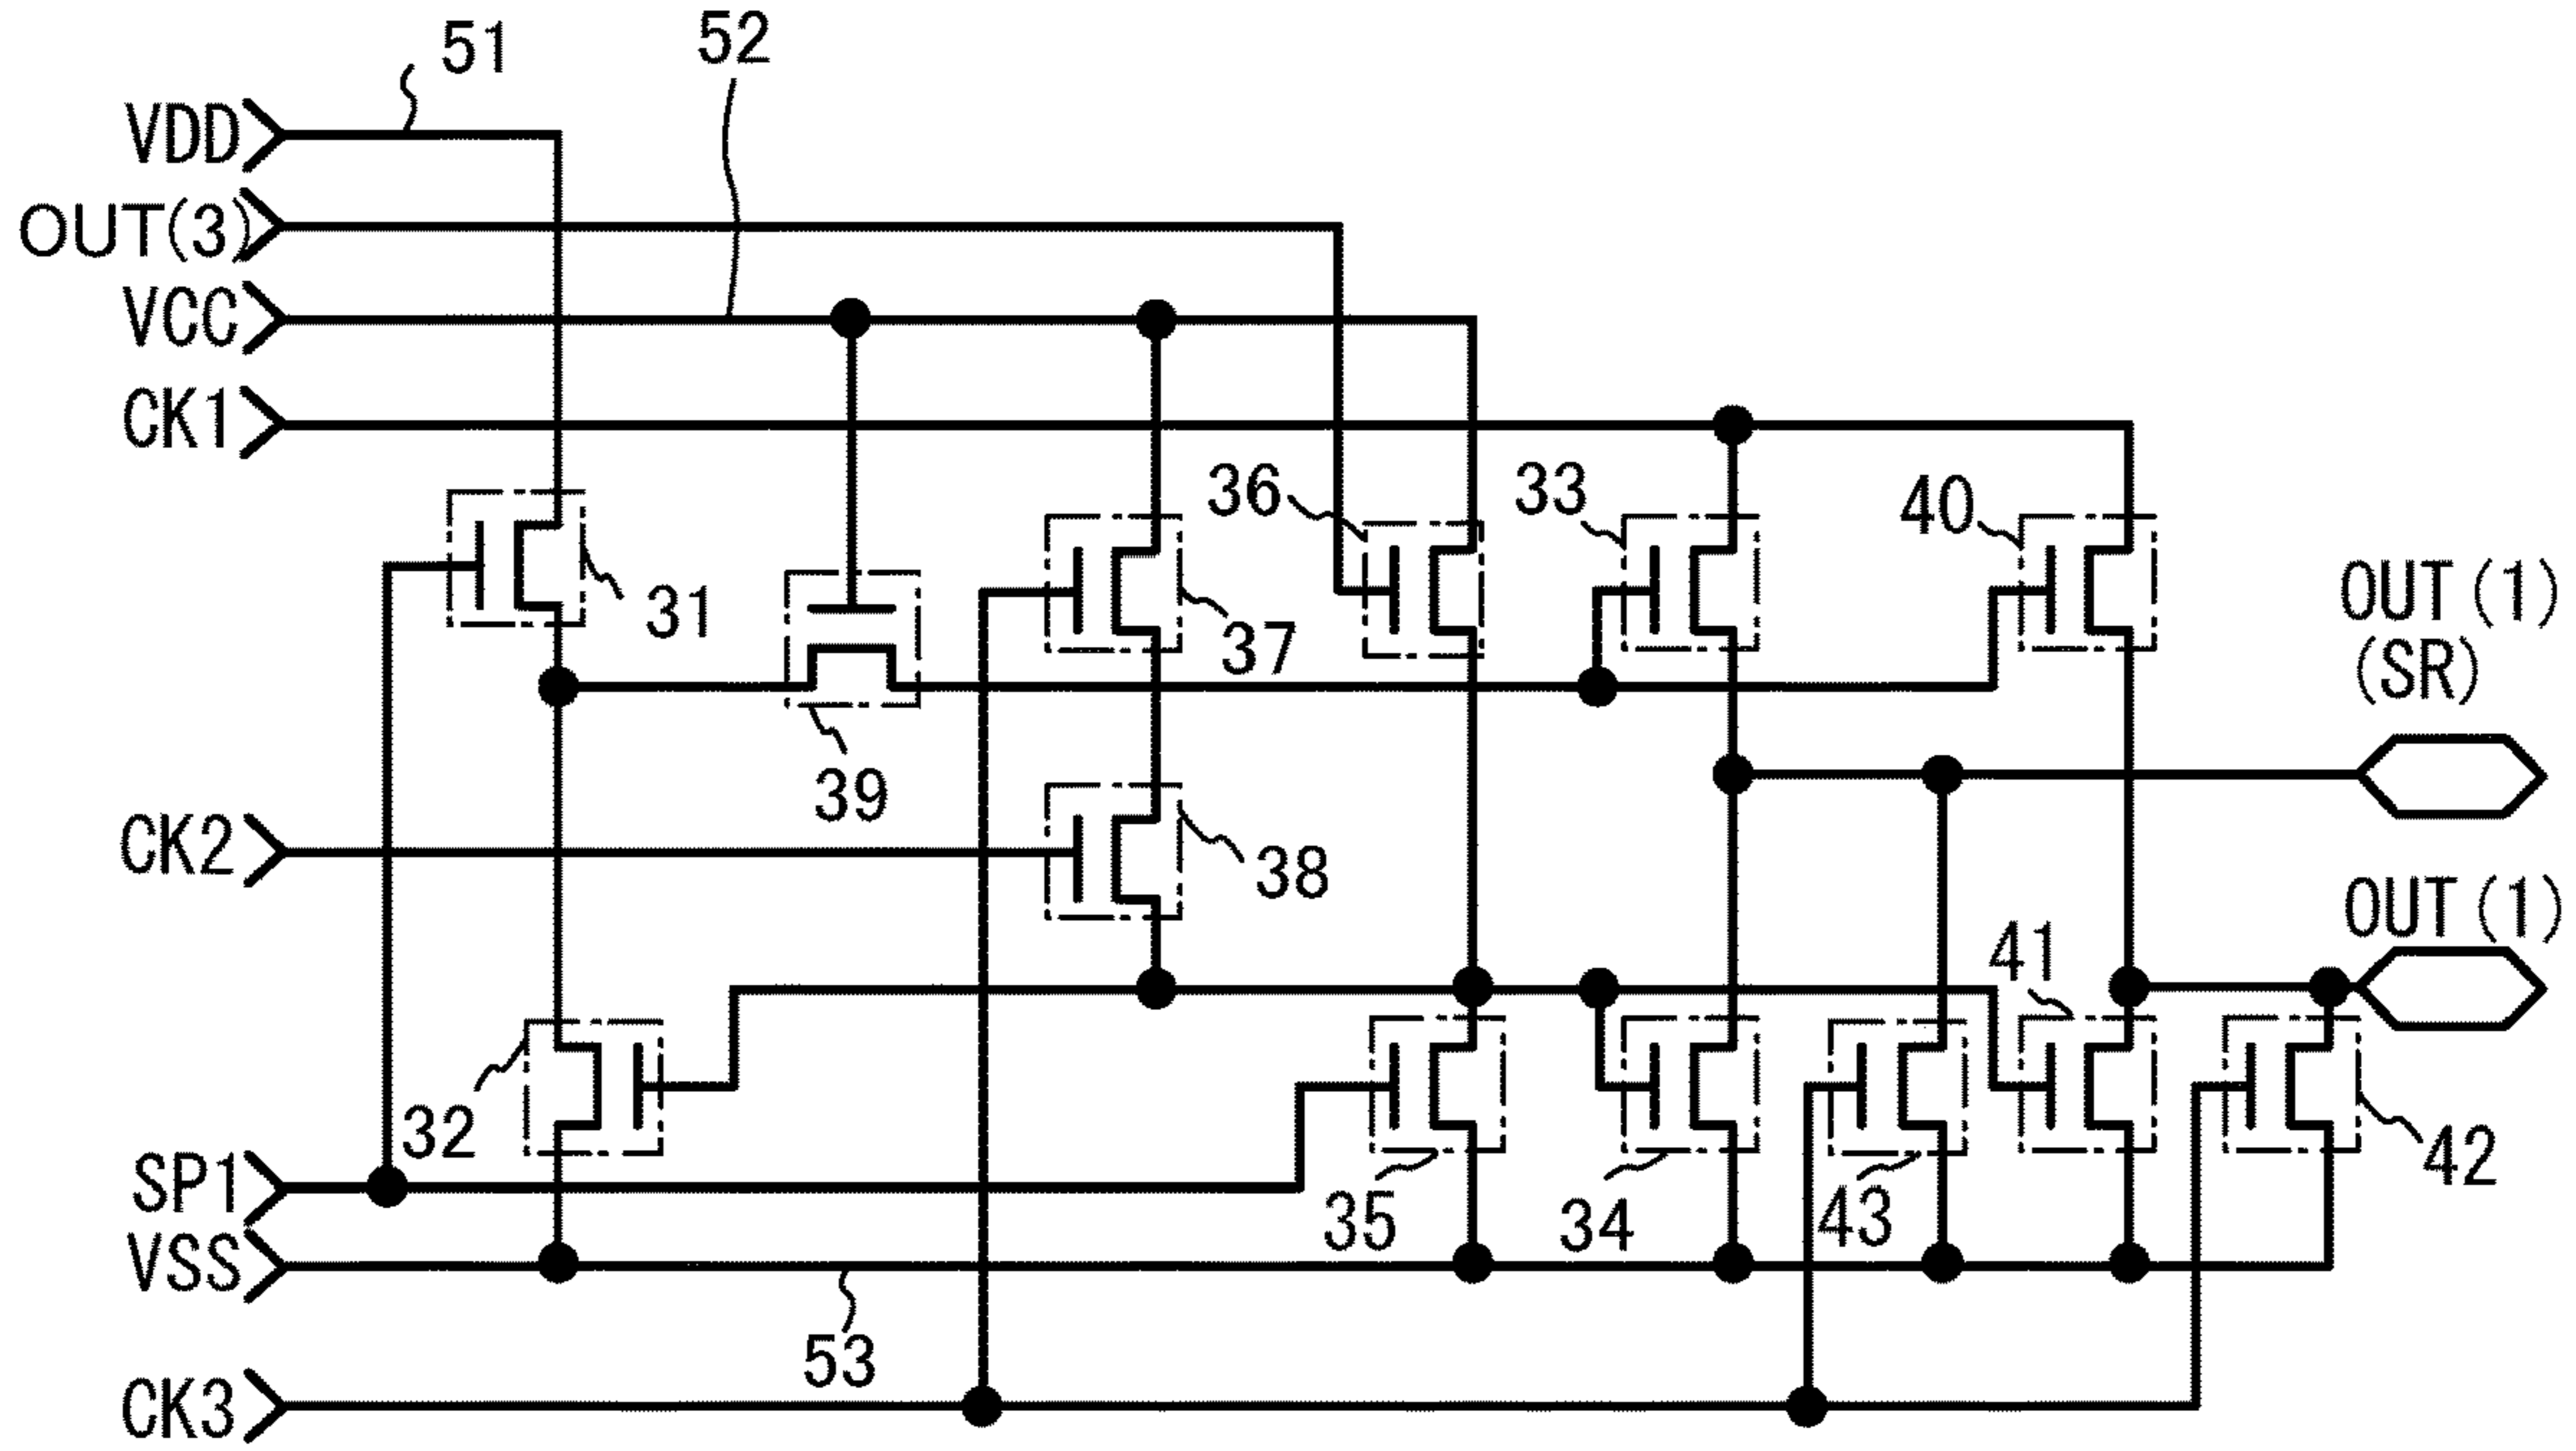 51
52
VDD
OUT(3)
VCC
CK1
36
33
40
31
37
OUT(1)
(SR)
39
CK2
38
OUT(1)
41
32
SP1
35
34
43
42
VSS
53
CK3